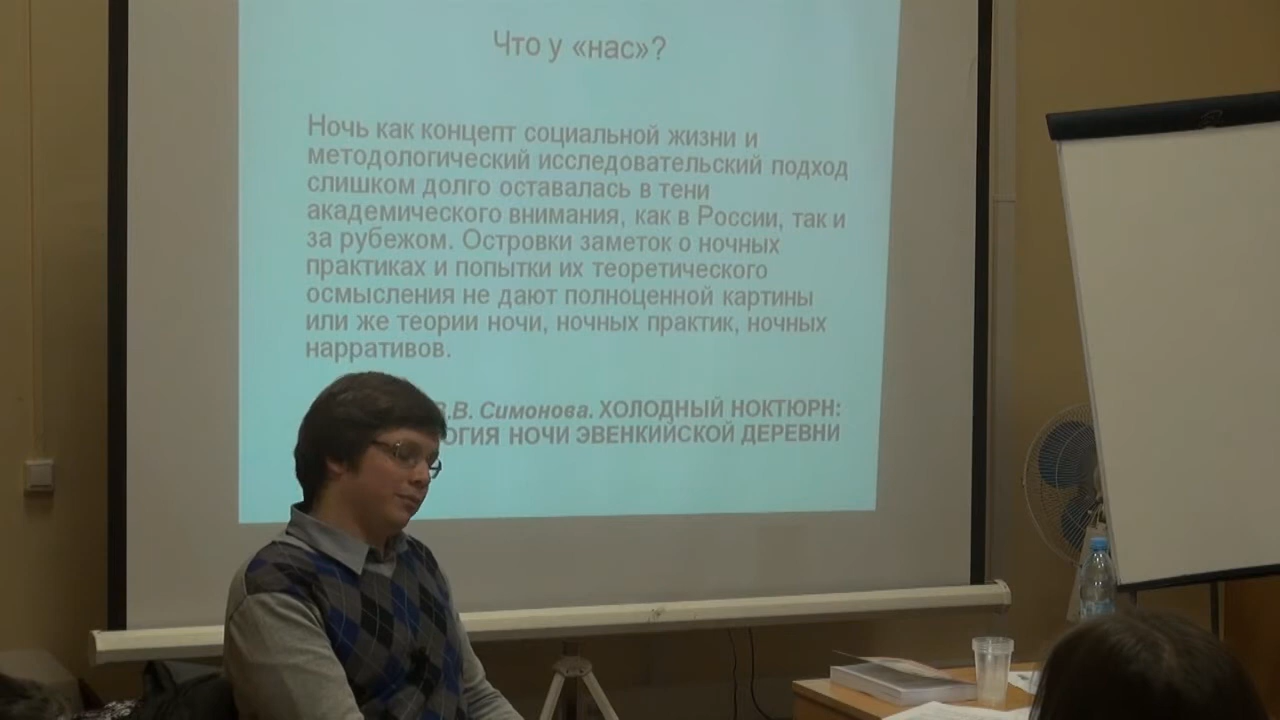 Что у «нас»?
Ночь как концепт социальной жизни и
методологический исследовательский подход
слишком долго оставалась в тени
академического внимания, как в России, так и
за рубежом. Островки заметок о ночных
практиках и попытки их теоретического
осмысления не дают полноценной картины
или же теории ночи, ночных практик, ночных
нарративов.
В.В. Симонова. ХОЛОДНЫЙ НОКТЮРН:
НОЧИ ЭВЕНКИЙСКОЙ ДЕРЕВНИ